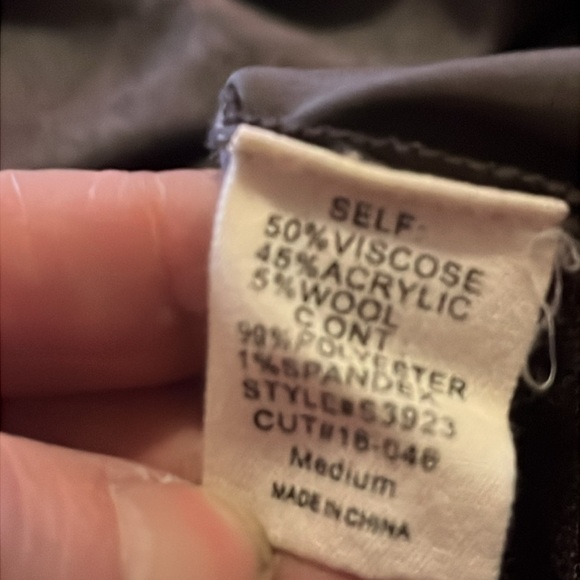 SELF:
50%VISCOSE
45%ACRYLIC
5%WOOL
CONT
99%POLYESTER
1%SPANDEX
STYLE#S3923
CUT#16-046
Medium
MADE IN CHINA